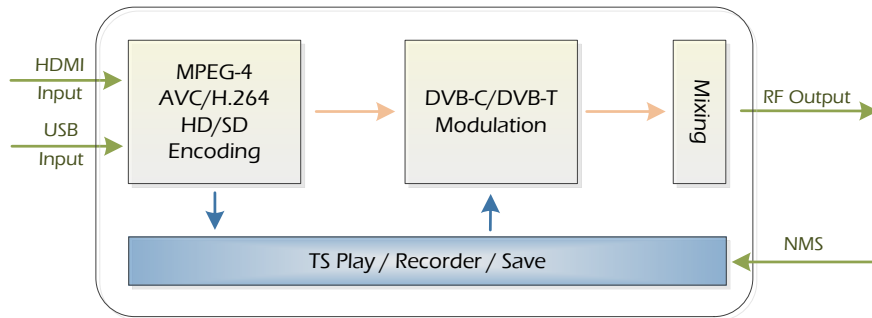 HDMI
Input
USB
Input
MPEG-4
AVC/H.264
HD/SD
Encoding
DVB-C/DVB-T
Modulation
Mixing
RF Output
NMS
TS Play / Recorder / Save